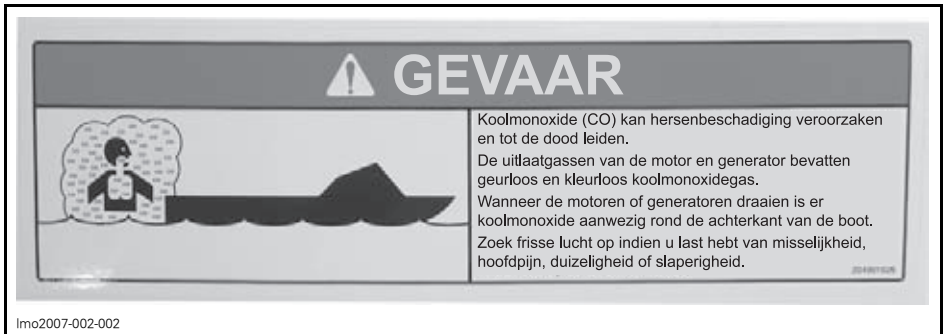 GEVAAR
Koolmonoxide (CO) kan hersenbeschadiging veroorzaken
en tot de dood leiden.
De uitlaatgassen van de motor en generator bevatten
geurloos en kleurloos koolmonoxidegas.
Wanneer de motoren of generatoren draaien is er
koolmonoxide aanwezig rond de achterkant van de boot.
Zoek frisse lucht op indien u last hebt van misselijkheid,
hoofdpijn, duizeligheid of slaperigheid.
lmo2007-002-002